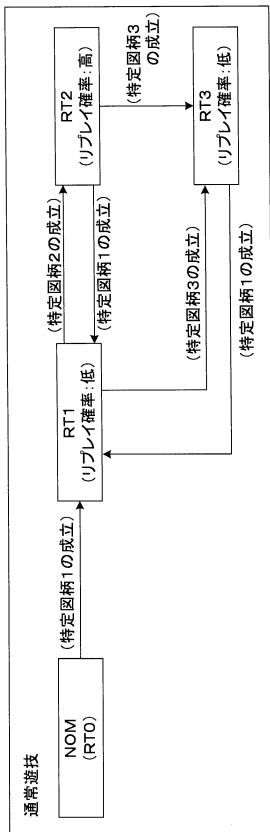 通常遊技
NOM
(RT0)
(特定図柄1の成立)
RT1
(リプレイ確率:低)
(特定図柄2の成立)
(特定図柄1の成立)
RT2
(リプレイ確率:高)
(特定図柄3
の成立)
(特定図柄3の成立)
(特定図柄1の成立)
RT3
(リプレイ確率:低)